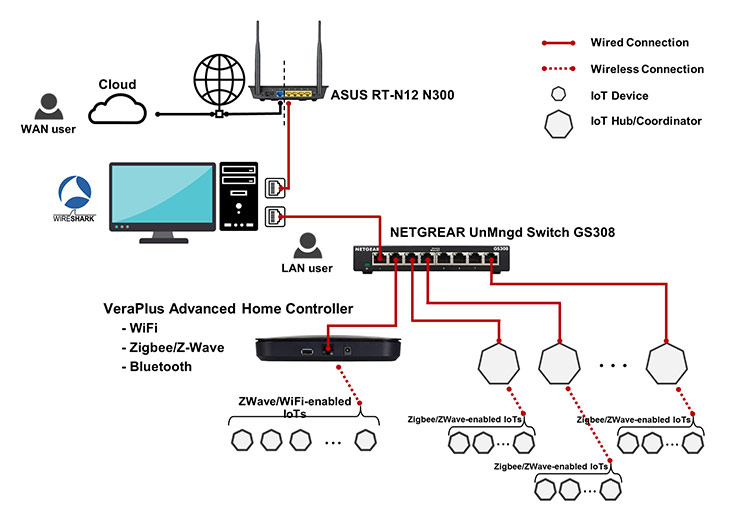 Cloud
WAN user
ASUS RT-N12 N300
Wired Connection
Wireless Connection
IoT Device
IoT Hub/Coordinator
WIRESHARK
LAN user
NETGREAR UnMngd Switch GS308
NETGEAR
GS308
VeraPlus Advanced Home Controller
- WiFi
- Zigbee/Z-Wave
- Bluetooth
ZWave/WiFi-enabled
IoTs
Zigbee/ZWave-enabled IoTs
Zigbee/ZWave-enabled IoTs
Zigbee/ZWave-enabled IoTs